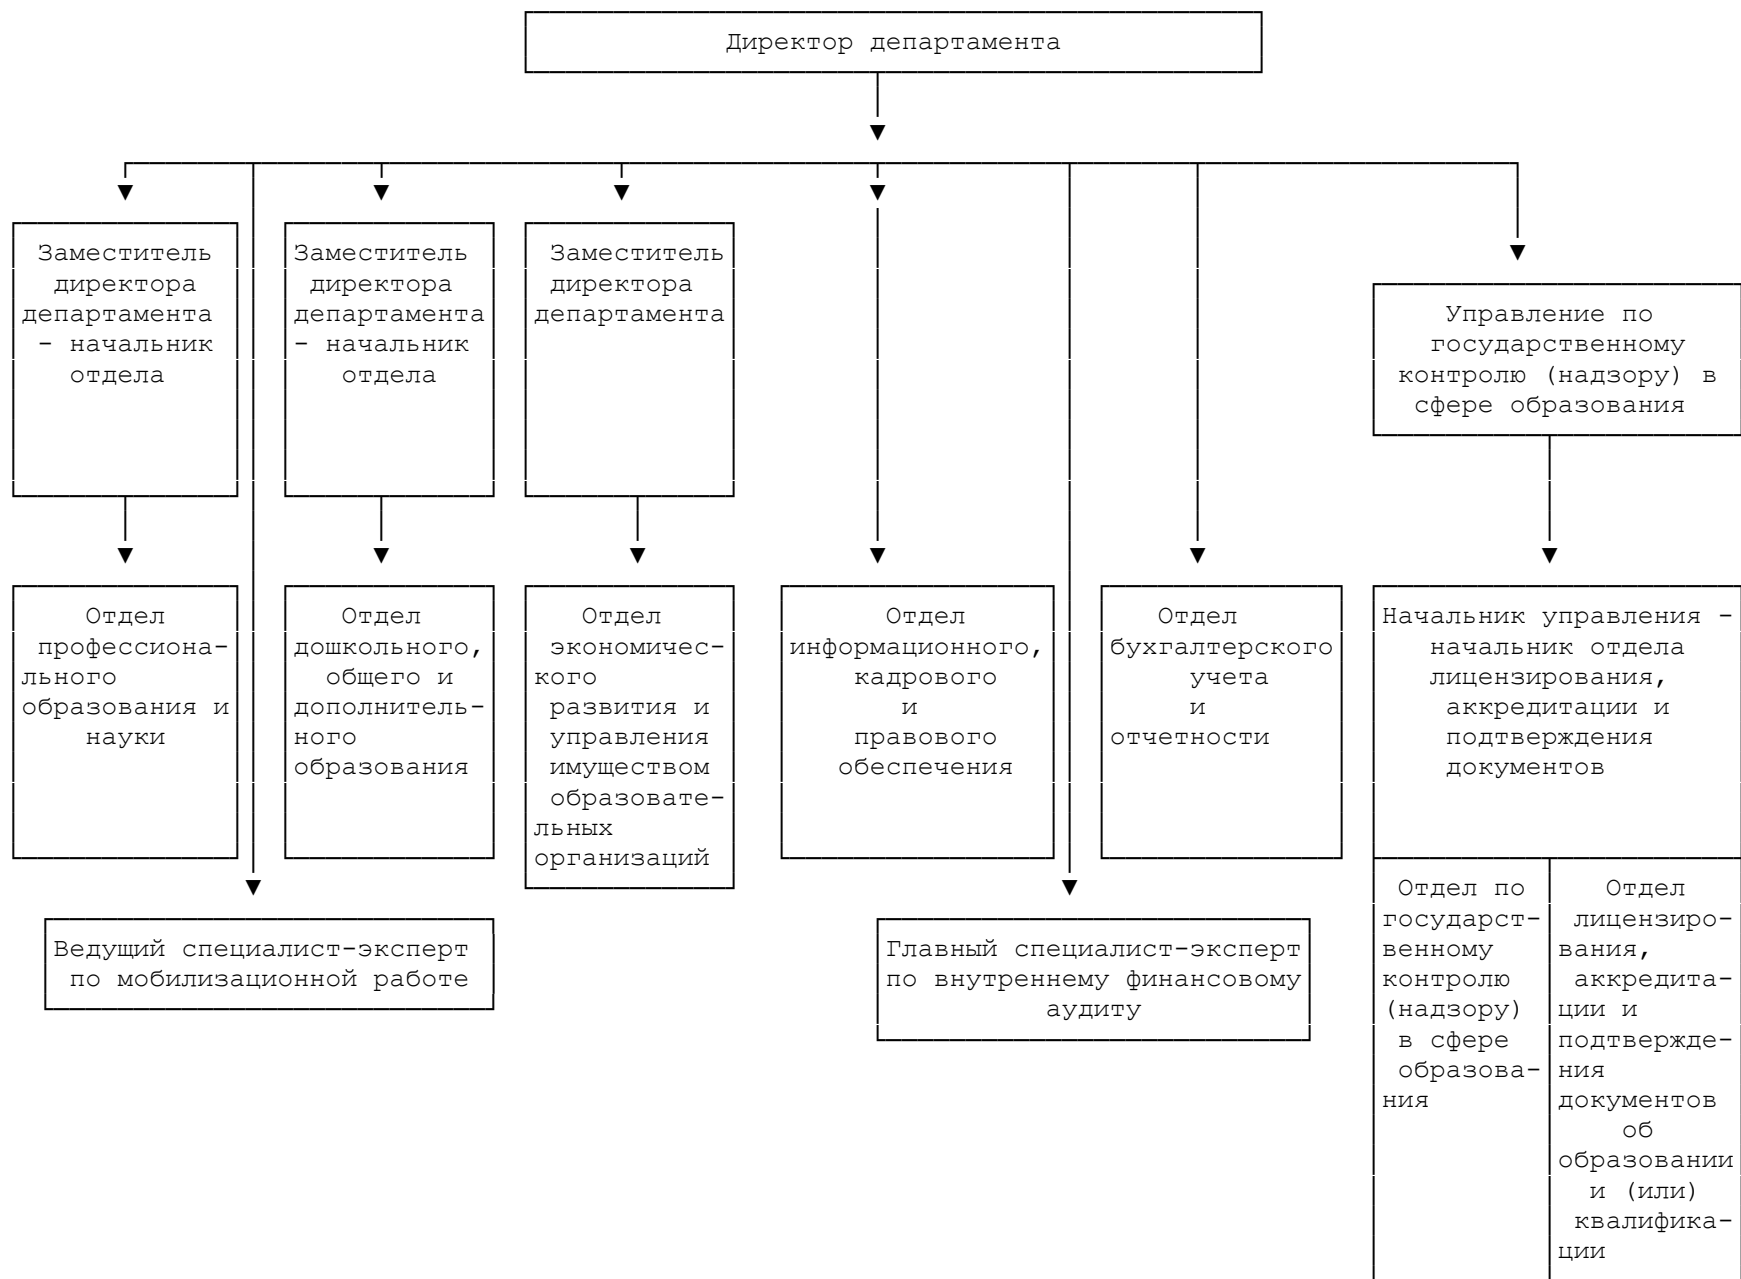 Директор департамента
Заместитель
директора
департамента
- начальник
отдела
Заместитель
директора
департамента
- начальник
отдела
Заместитель
директора
департамента
Управление по
государственному
контролю (надзору) в
сфере образования
Отдел
профессиона-
льного
образования и
науки
Отдел
дошкольного,
общего и
дополнитель-
ного
образования
Отдел
экономичес-
кого
развития и
управления
имуществом
образовате-
льных
организаций
Отдел
информационного,
кадрового
и
правового
обеспечения
Отдел
бухгалтерского
учета
и
отчетности
Начальник управления -
начальник отдела
лицензирования,
аккредитации и
подтверждения
документов
Ведущий специалист-эксперт
по мобилизационной работе
Главный специалист-эксперт
по внутреннему финансовому
аудиту
Отдел по
государст-
венному
контролю
(надзору)
в сфере
образова-
ния
Отдел
лицензиро-
вания,
аккредита-
ции и
подтвержде-
ния
документов
об
образовании
и (или)
квалифика-
ции